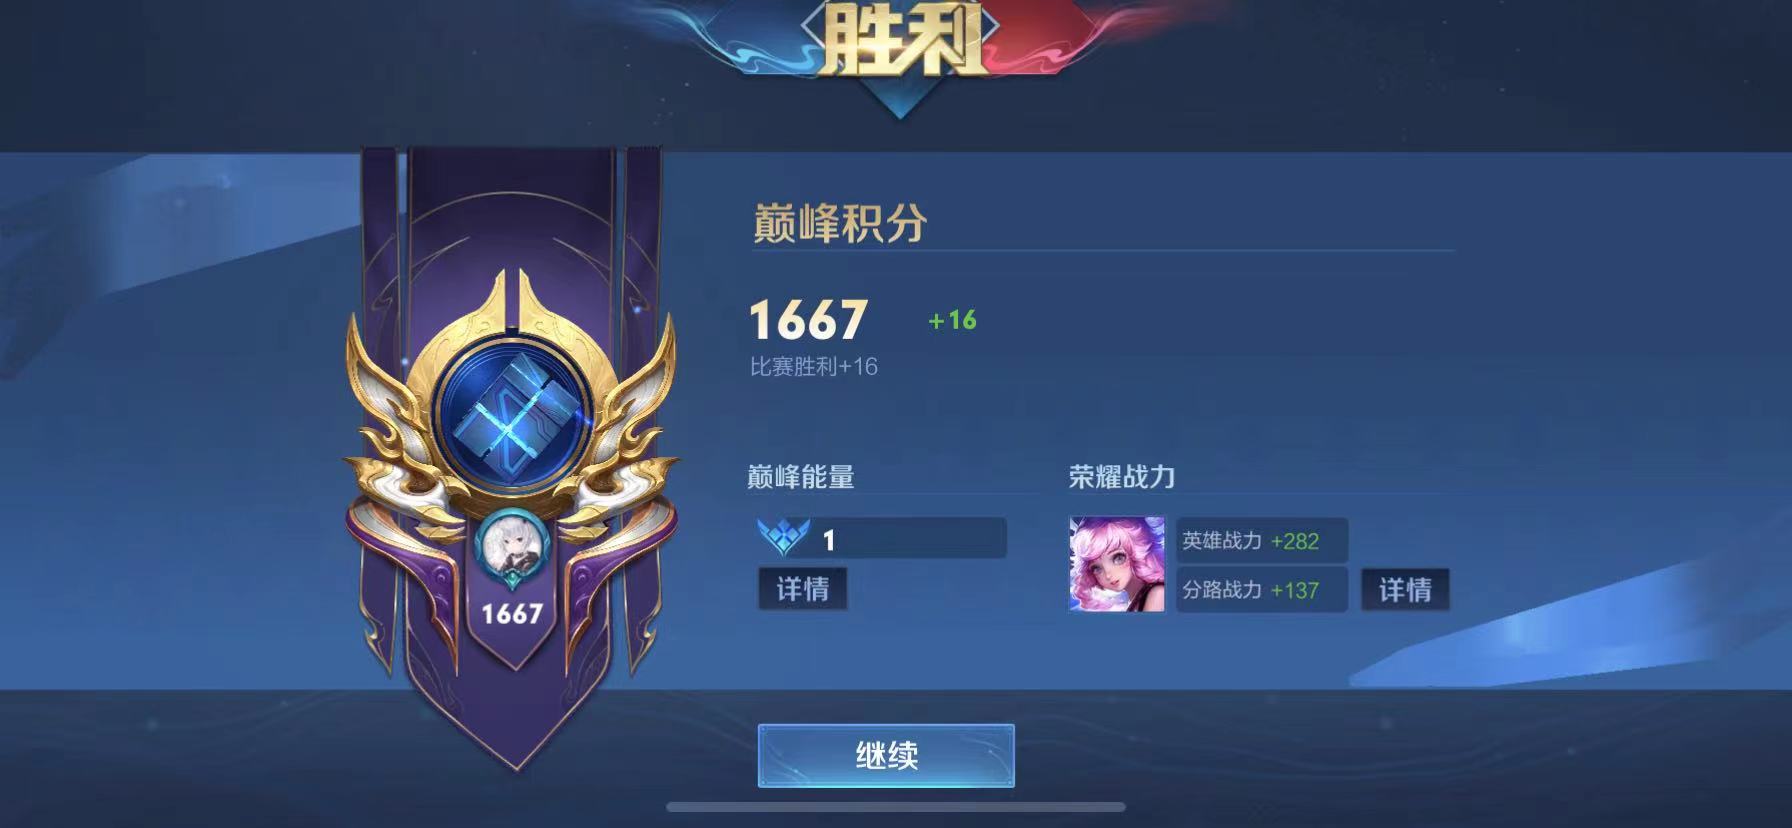 胜利
巅峰积分
1667 +16
比赛胜利+16
巅峰能量
1
详情
荣耀战力
英雄战力 +282
分路战力 +137
详情
1667
继续